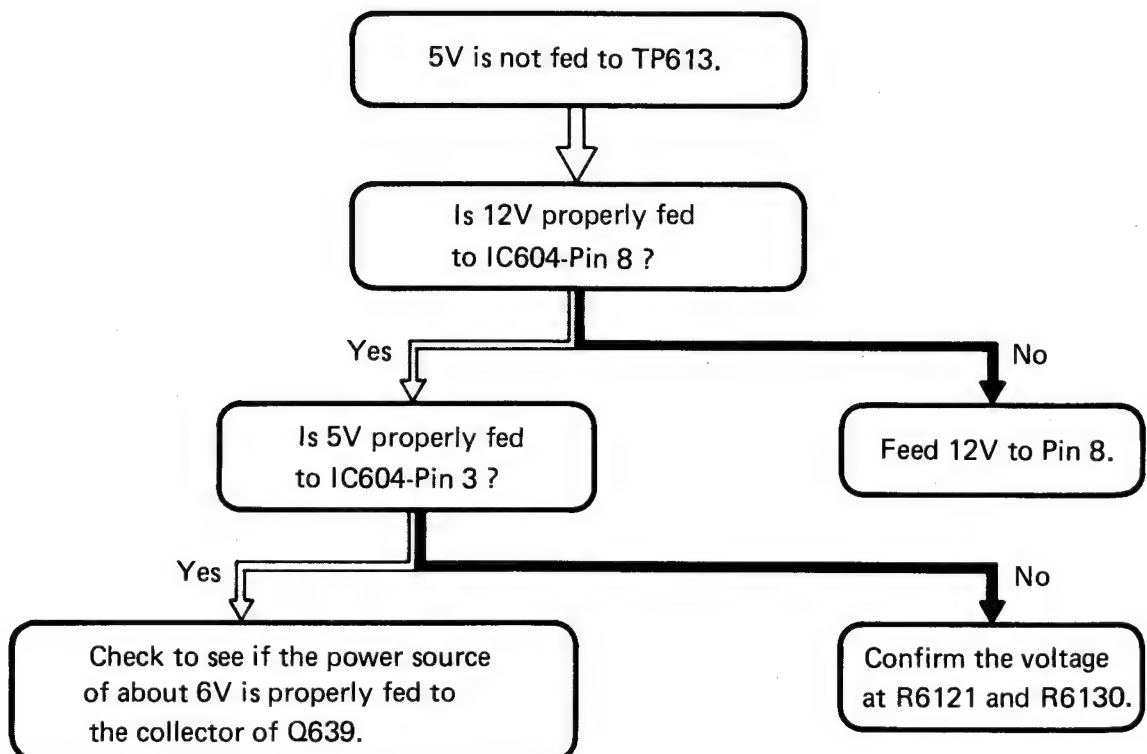 5V is not fed to TP613.
Is 12V properly fed
to IC604-Pin 8 ?
Yes
No
Is 5V properly fed
to IC604-Pin 3 ?
Feed 12V to Pin 8.
Yes
No
Check to see if the power source
of about 6V is properly fed to
the collector of Q639.
Confirm the voltage
at R6121 and R6130.